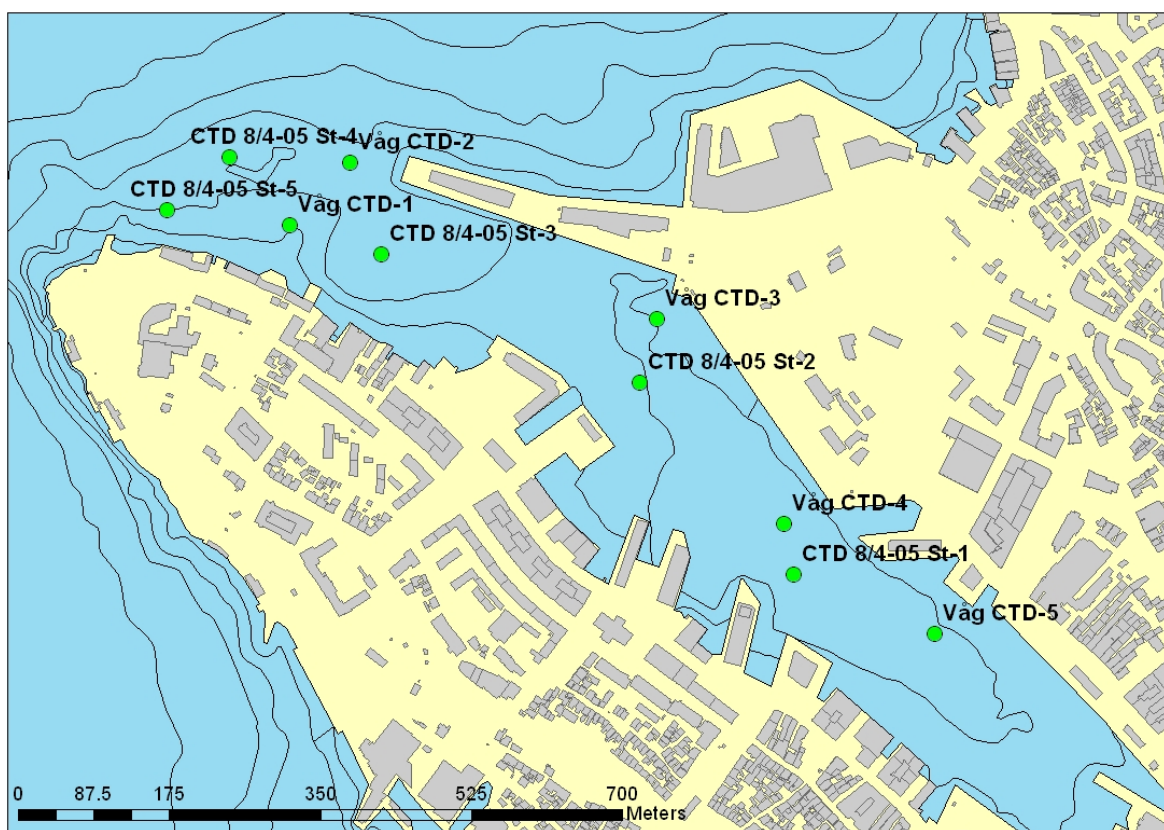 CTD 8/4-05 St-4
Våg CTD-2
CTD 8/4-05 St-5
Våg CTD-1
CTD 8/4-05 St-3
Våg CTD-3
CTD 8/4-05 St-2
Våg CTD-4
CTD 8/4-05 St-1
Våg CTD-5
0 87.5 175 350 525 700
Meters